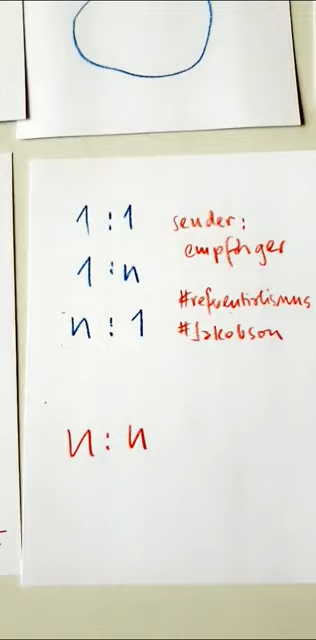 1 : 1 sender:
empfänger
1 : n
#referentialismus
n : 1 #Jakobson
n : n